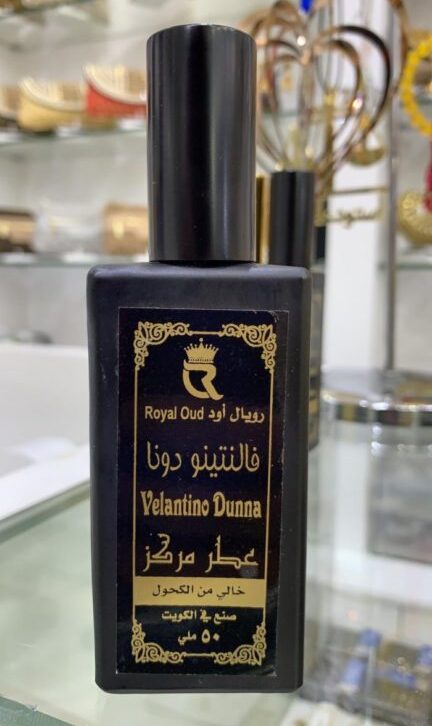 Royal Oud رويال أود
فالنتينو دونا
Velantino Dunna
عطر مركز
خالي من الكحول
صنع في الكويت
٥٠ ملي